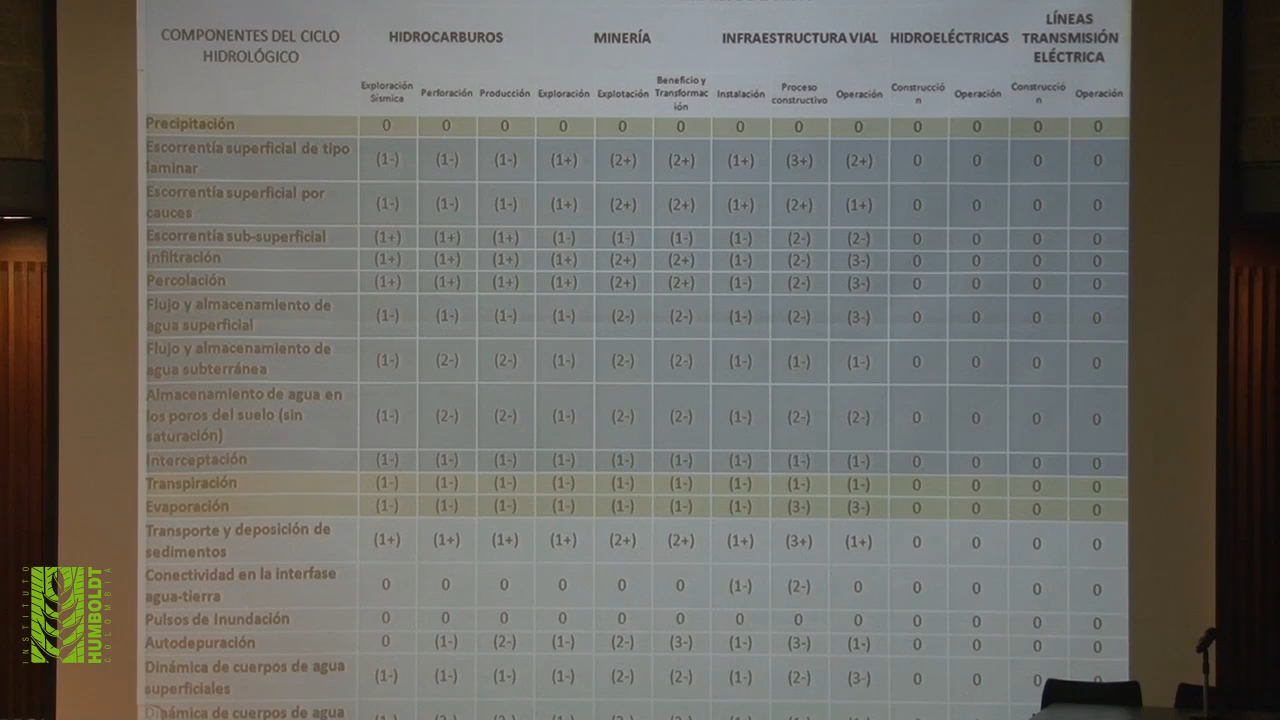 COMPONENTES DEL CICLO
HIDROLÓGICO
HIDROCARBUROS
MINERÍA
INFRAESTRUCTURA VIAL
HIDROELÉCTRICAS
LÍNEAS
TRANSMISIÓN
ELÉCTRICA
Exploración
Sísmica
Perforación
Producción
Exploración
Explotación
Beneficio y
Transformac
ión
Instalación
Proceso
constructivo
Operación
Construcció
n
Operación
Construcció
n
Operación
Precipitación 0 0 0 0 0 0 0 0 0 0 0 0 0
Escorrentía superficial de tipo
laminar (1-) (1-) (1-) (1+) (2+) (2+) (1+) (3+) (2+) 0 0 0 0
Escorrentía superficial por
cauces (1-) (1-) (1-) (1+) (2+) (2+) (1+) (2+) (1+) 0 0 0 0
Escorrentía sub-superficial (1+) (1+) (1+) (1-) (1-) (1-) (1-) (2-) (2-) 0 0 0 0
Infiltración (1+) (1+) (1+) (1+) (2+) (2+) (1-) (2-) (3-) 0 0 0 0
Percolación (1+) (1+) (1+) (1+) (2+) (2+) (1-) (2-) (3-) 0 0 0 0
Flujo y almacenamiento de
agua superficial (1-) (1-) (1-) (1-) (2-) (2-) (1-) (2-) (3-) 0 0 0 0
Flujo y almacenamiento de
agua subterránea (1-) (2-) (2-) (1-) (2-) (2-) (1-) (1-) (1-) 0 0 0 0
Almacenamiento de agua en
los poros del suelo (sin
saturación) (1-) (2-) (2-) (1-) (2-) (2-) (1-) (2-) (2-) 0 0 0 0
Interceptación (1-) (1-) (1-) (1-) (1-) (1-) (1-) (1-) (1-) 0 0 0 0
Transpiración (1-) (1-) (1-) (1-) (1-) (1-) (1-) (1-) (1-) 0 0 0 0
Evaporación (1-) (1-) (1-) (1-) (1-) (1-) (1-) (3-) (3-) 0 0 0 0
Transporte y deposición de
sedimentos (1+) (1+) (1+) (1+) (2+) (2+) (1+) (3+) (1+) 0 0 0 0
Conectividad en la interfase
agua-tierra 0 0 0 0 0 0 (1-) (2-) 0 0 0 0 0
Pulsos de Inundación 0 0 0 0 0 0 0 0 0 0 0 0 0
Autodepuración 0 (1-) (2-) (1-) (2-) (3-) (1-) (3-) (1-) 0 0 0 0
Dinámica de cuerpos de agua
superficiales (1-) (1-) (1-) (1-) (2-) (2-) (1-) (2-) (3-) 0 0 0 0
Dinámica de cuerpos de agua
INSTITUTO
HUMBOLDT
COLOMBIA